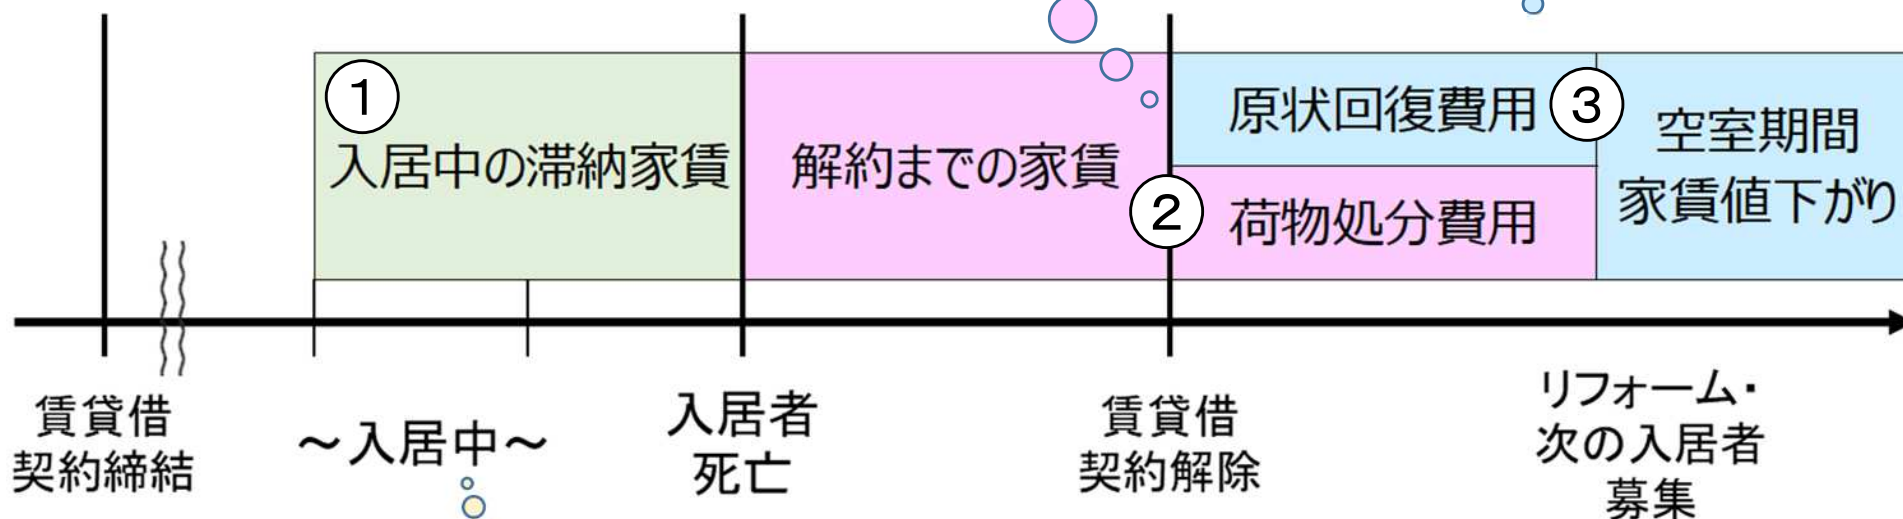 ①
入居中の滞納家賃
解約までの家賃
原状回復費用
②
荷物処分費用
③
空室期間
家賃値下がり
賃貸借
契約締結
～入居中～
入居者
死亡
賃貸借
契約解除
リフォーム・
次の入居者
募集